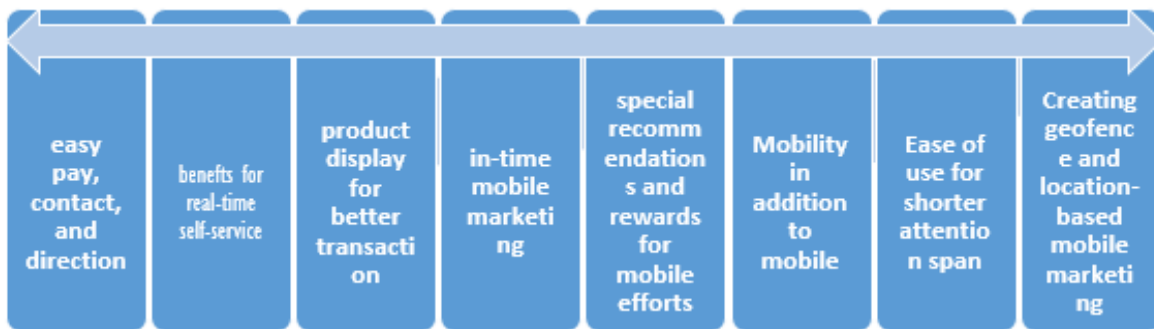 easy
pay,
contact,
and
direction
benefts for
real-time
self-service
product
display
for
better
transacti
on
in-time
mobile
marketi
ng
special
recomm
endation
s and
rewards
for
mobile
efforts
Mobility
in
addition
to
mobile
Ease of
use for
shorter
attentio
n span
Creating
geofenc
e and
location-
based
mobile
marketi
ng